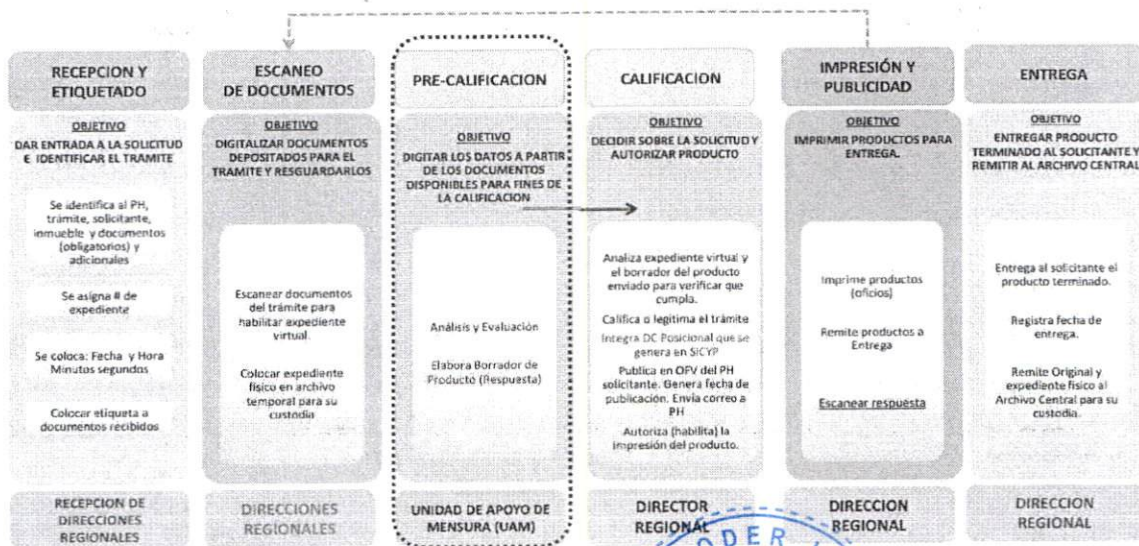 RECEPCION Y
ETIQUETADO
OBJETIVO
DAR ENTRADA A LA SOLICITUD
E IDENTIFICAR EL TRAMITE
Se identifica al PH,
trámite, solicitante,
inmueble y documentos
(obligatorios) y
adicionales
Se asigna # de
expediente
Se coloca: Fecha y Hora
Minutos segundos
Colocar etiqueta a
documentos recibidos
RECEPCION DE
DIRECCIONES
REGIONALES
ESCANEO
DE DOCUMENTOS
OBJETIVO
DIGITALIZAR DOCUMENTOS
DEPOSITADOS PARA EL
TRAMITE Y RESGUARDARLOS
Escanear documentos
del trámite para
habilitar expediente
virtual.
Colocar expediente
físico en archivo
temporal para su
custodia
DIRECCIONES
REGIONALES
PRE-CALIFICACION
OBJETIVO
DIGITAR LOS DATOS A PARTIR
DE LOS DOCUMENTOS
DISPONIBLES PARA FINES DE
LA CALIFICACION
Análisis y Evaluación
Elabora Borrador de
Producto (Respuesta)
UNIDAD DE APOYO DE
MENSURA (UAM)
CALIFICACION
OBJETIVO
DECIDIR SOBRE LA SOLICITUD Y
AUTORIZAR PRODUCTO
Analiza expediente virtual y
el borrador del producto
enviado para verificar que
cumpla.
Califica o legitima el trámite
Integra DC Posicional que se
genera en SICYP
Publica en OFV del PH
solicitante. Genera fecha de
publicación. Envía correo a
PH
Autoriza (habilita) la
impresión del producto.
DIRECTOR
REGIONAL
IMPRESIÓN Y
PUBLICIDAD
OBJETIVO
IMPRIMIR PRODUCTOS PARA
ENTREGA.
Imprime productos
(oficios)
Remite productos a
Entrega
Escanear respuesta
DIRECCION
REGIONAL
ENTREGA
OBJETIVO
ENTREGAR PRODUCTO
TERMINADO AL SOLICITANTE Y
REMITIR AL ARCHIVO CENTRAL
Entrega al solicitante el
producto terminado.
Registra fecha de
entrega.
Remite Original y
expediente físico al
Archivo Central para su
custodia.
DIRECCION
REGIONAL
PODER